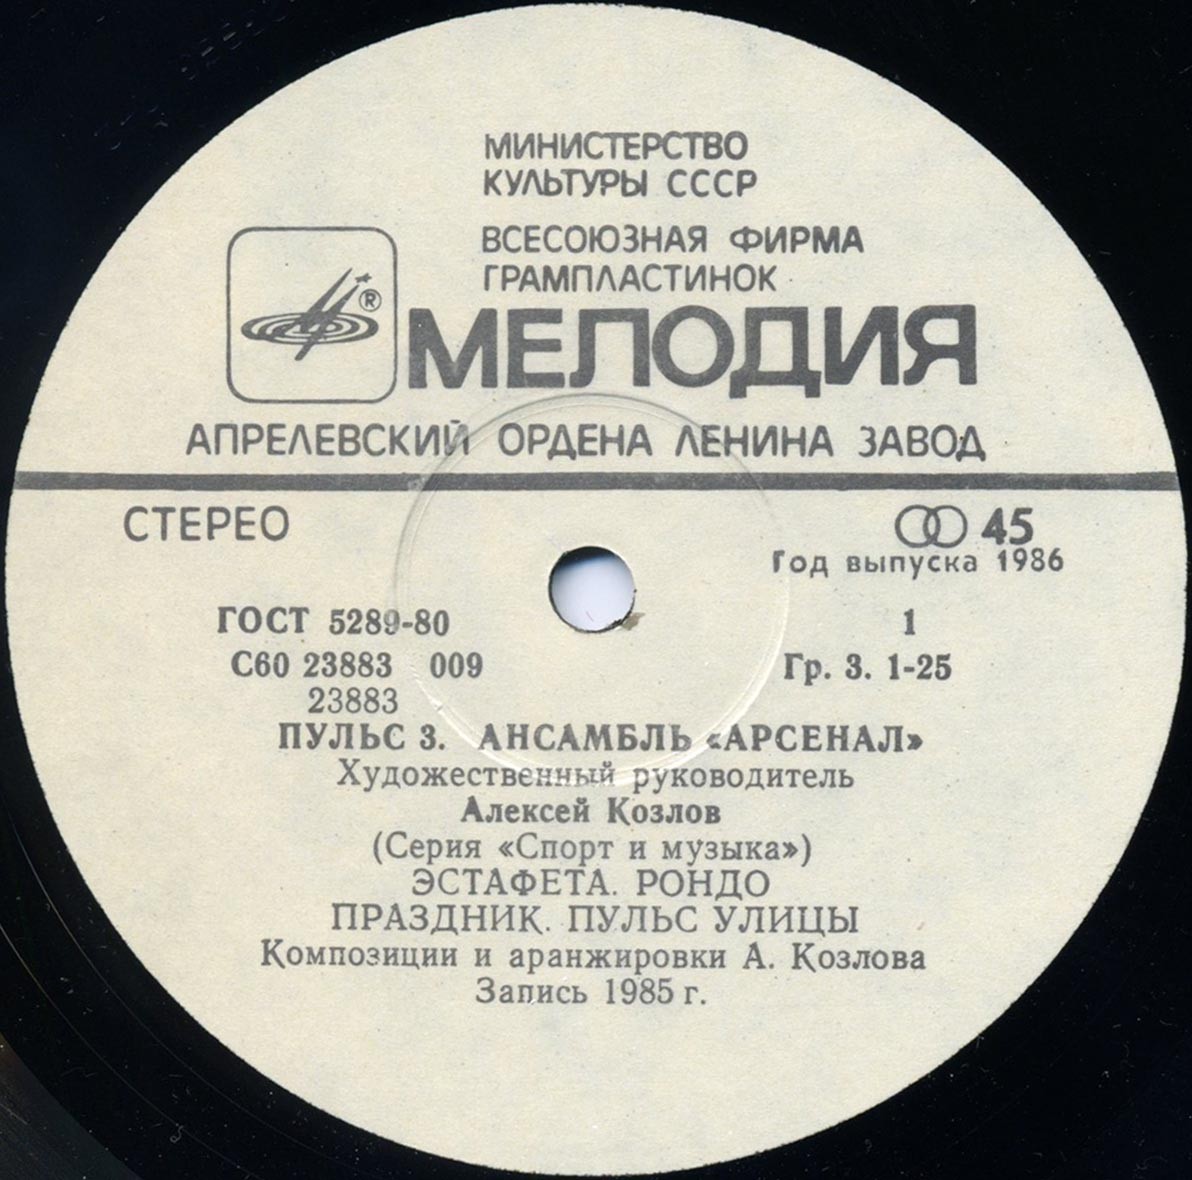 МИНИСТЕРСТВО
КУЛЬТУРЫ СССР
ВСЕСОЮЗНАЯ ФИРМА
ГРАМПЛАСТИНОК
®
МЕЛОДИЯ
АПРЕЛЕВСКИЙ ОРДЕНА ЛЕНИНА ЗАВОД
СТЕРЕО 45
Год выпуска 1986
ГОСТ 5289-80 1
С60 23883 009 Гр. 3. 1-25
23883
ПУЛЬС 3. АНСАМБЛЬ «АРСЕНАЛ»
Художественный руководитель
Алексей Козлов
(Серия «Спорт и музыка»)
ЭСТАФЕТА. РОНДО
ПРАЗДНИК. ПУЛЬС УЛИЦЫ
Композиции и аранжировки А. Козлова
Запись 1985 г.